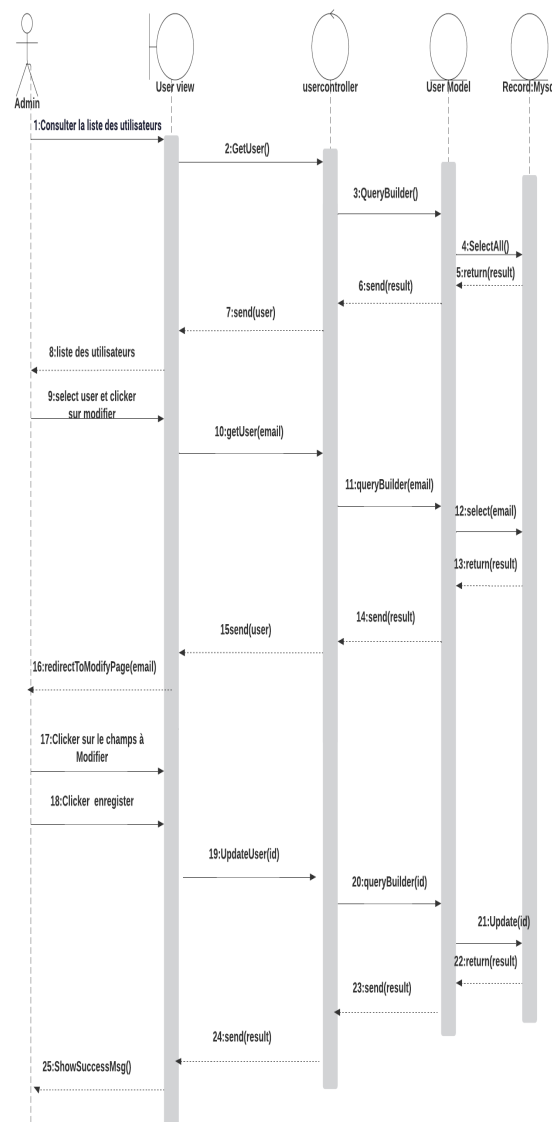 Admin
User view
usercontroller
User Model
Record:Mysq
1:Consulter la liste des utilisateurs
2:GetUser()
3:QueryBuilder()
4:SelectAll()
5:return(result)
6:send(result)
7:send(user)
8:liste des utilisateurs
9:select user et clicker
sur modifier
10:getUser(email)
11:queryBuilder(email)
12:select(email)
13:return(result)
14:send(result)
15send(user)
16:redirectToModifyPage(email)
17:Clicker sur le champs à
Modifier
18:Clicker enregister
19:UpdateUser(id)
20:queryBuilder(id)
21:Update(id)
22:return(result)
23:send(result)
24:send(result)
25:ShowSuccessMsg()